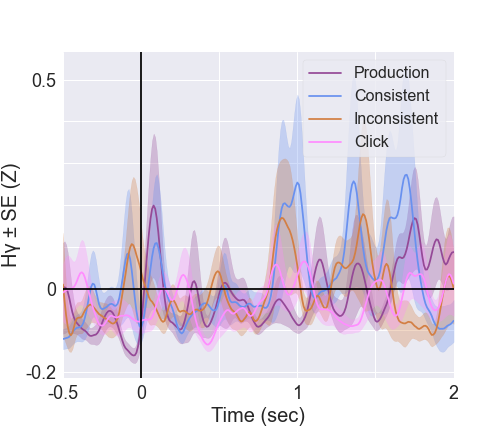 Production
Consistent
Inconsistent
Click
0.5
0
-0.2
Hγ ± SE (Z)
-0.5 0 1 2
Time (sec)